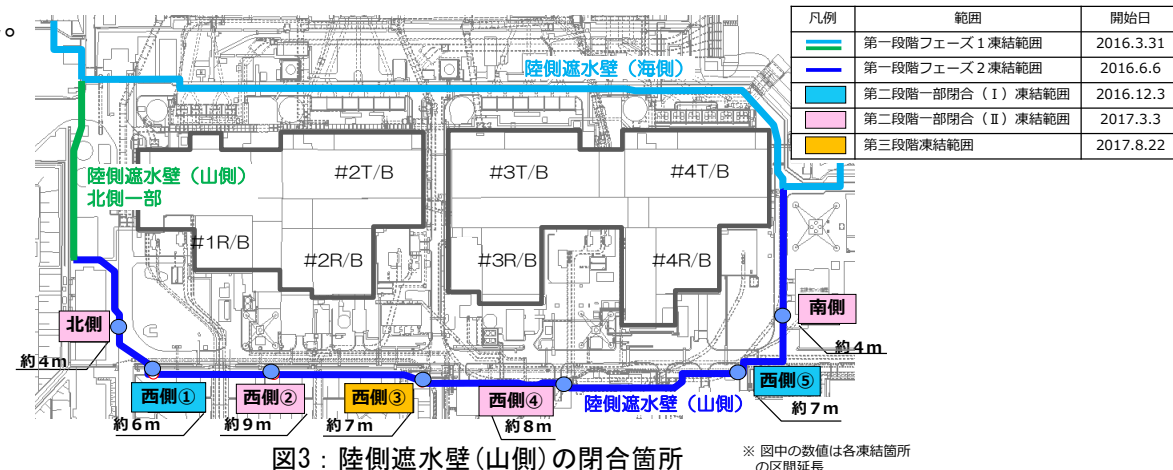 。
凡例 範囲 開始日
第一段階フェーズ1凍結範囲 2016.3.31
第一段階フェーズ2凍結範囲 2016.6.6
第二段階一部閉合（Ⅰ）凍結範囲 2016.12.3
第二段階一部閉合（Ⅱ）凍結範囲 2017.3.3
第三段階凍結範囲 2017.8.22
陸側遮水壁（海側）
陸側遮水壁（山側）
北側一部
#2T/B
#3T/B
#4T/B
#1R/B
#2R/B
#3R/B
#4R/B
北側
約4m
南側
約4m
西側①
約6m
西側②
約9m
西側③
約7m
西側④
約8m
西側⑤
約7m
陸側遮水壁（山側）
図3：陸側遮水壁(山側)の閉合箇所
※ 図中の数値は各凍結箇所
の区間延長